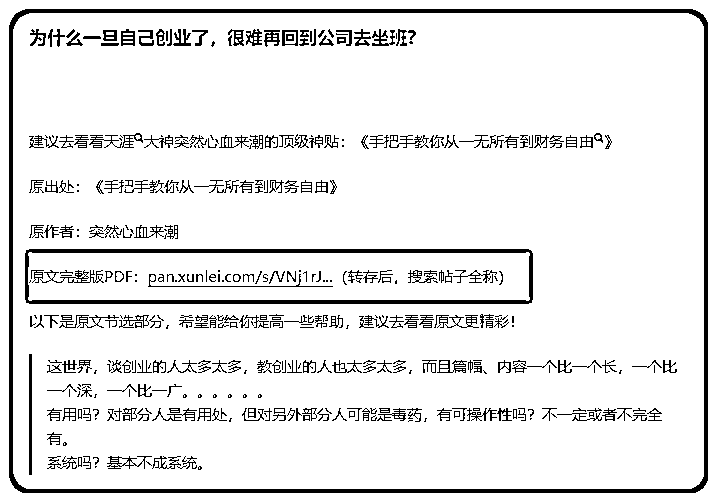 为什么一旦自己创业了，很难再回到公司去坐班？
建议去看看天涯大神突然心血来潮的顶级神贴：《手把手教你从一无所有到财务自由》
原出处：《手把手教你从一无所有到财务自由》
原作者：突然心血来潮
原文完整版PDF：pan.xunlei.com/s/VNj1rJ...（转存后，搜索帖子全称）
以下是原文节选部分，希望能给你提高一些帮助，建议去看看原文更精彩！
这世界，谈创业的人太多太多，教创业的人也太多太多，而且篇幅、内容一个比一个长，一个比
一个深，一个比一广。。。。。。
有用吗？对部分人是有用处，但对另外部分人可能是毒药，有可操作性吗？不一定或者不完全
有。
系统吗？基本不成系统。